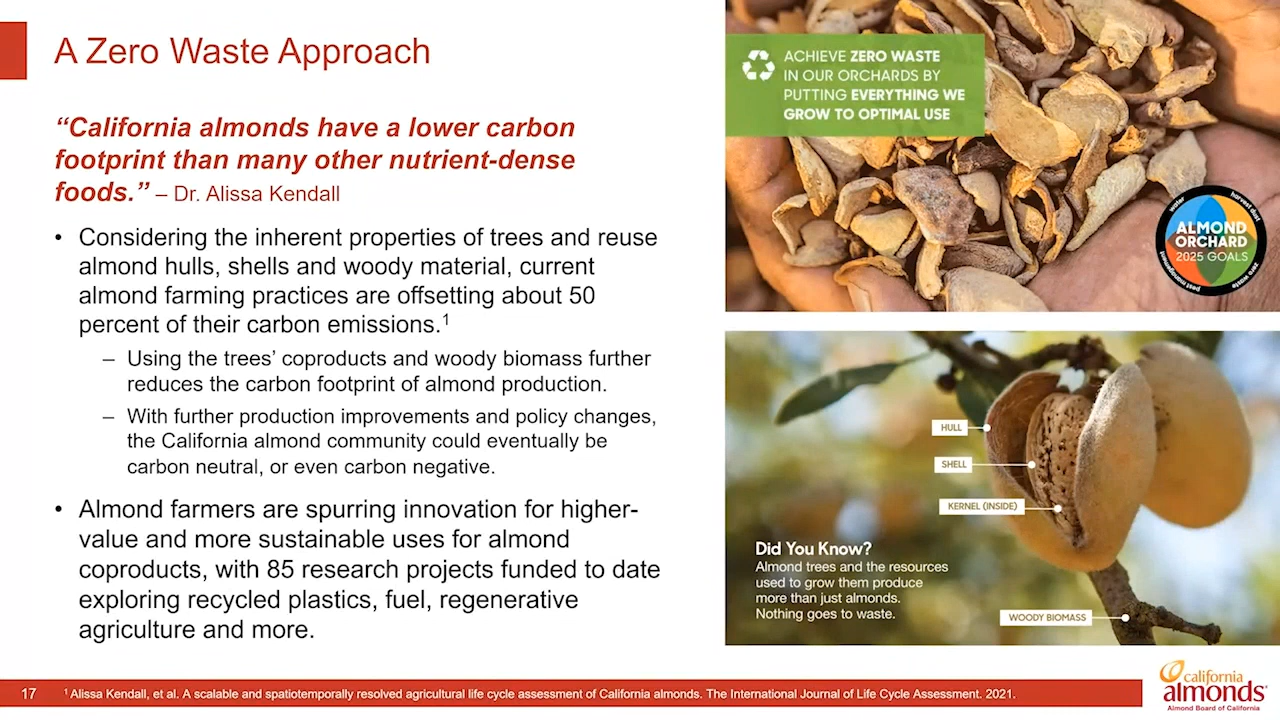 A Zero Waste Approach
“California almonds have a lower carbon
footprint than many other nutrient-dense
foods.” – Dr. Alissa Kendall
• Considering the inherent properties of trees and reuse
almond hulls, shells and woody material, current
almond farming practices are offsetting about 50
percent of their carbon emissions.¹
– Using the trees’ coproducts and woody biomass further
reduces the carbon footprint of almond production.
– With further production improvements and policy changes,
the California almond community could eventually be
carbon neutral, or even carbon negative.
• Almond farmers are spurring innovation for higher-
value and more sustainable uses for almond
coproducts, with 85 research projects funded to date
exploring recycled plastics, fuel, regenerative
agriculture and more.
ACHIEVE ZERO WASTE
IN OUR ORCHARDS BY
PUTTING EVERYTHING WE
GROW TO OPTIMAL USE
water
harvest dust
ALMOND
ORCHARD
2025 GOALS
pest management
zero waste
HULL
SHELL
KERNEL (INSIDE)
Did You Know?
Almond trees and the resources
used to grow them produce
more than just almonds.
Nothing goes to waste.
WOODY BIOMASS
17
¹ Alissa Kendall, et al. A scalable and spatiotemporally resolved agricultural life cycle assessment of California almonds. The International Journal of Life Cycle Assessment. 2021.
california
almonds®
Almond Board of California